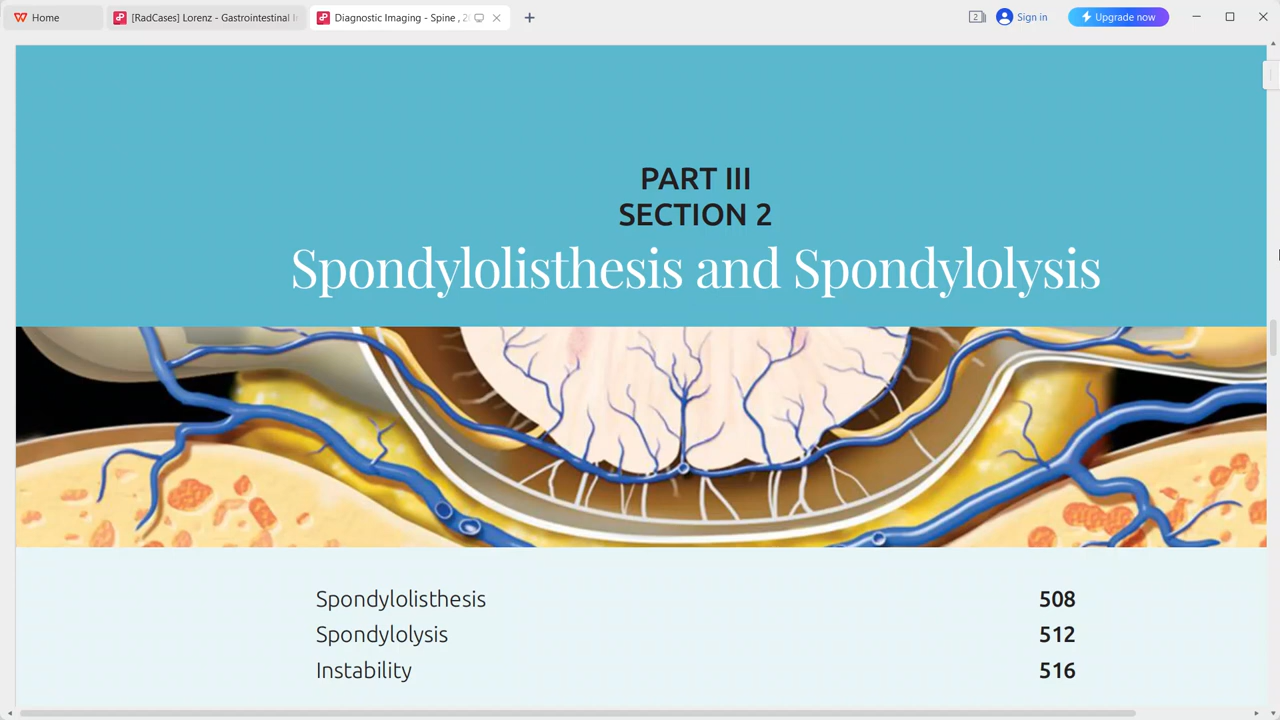 Home
[RadCases] Lorenz - Gastrointestinal
Diagnostic Imaging - Spine , 2
2
Sign in
Upgrade now
PART III
SECTION 2
Spondylolisthesis and Spondylolysis
Spondylolisthesis 508
Spondylolysis 512
Instability 516